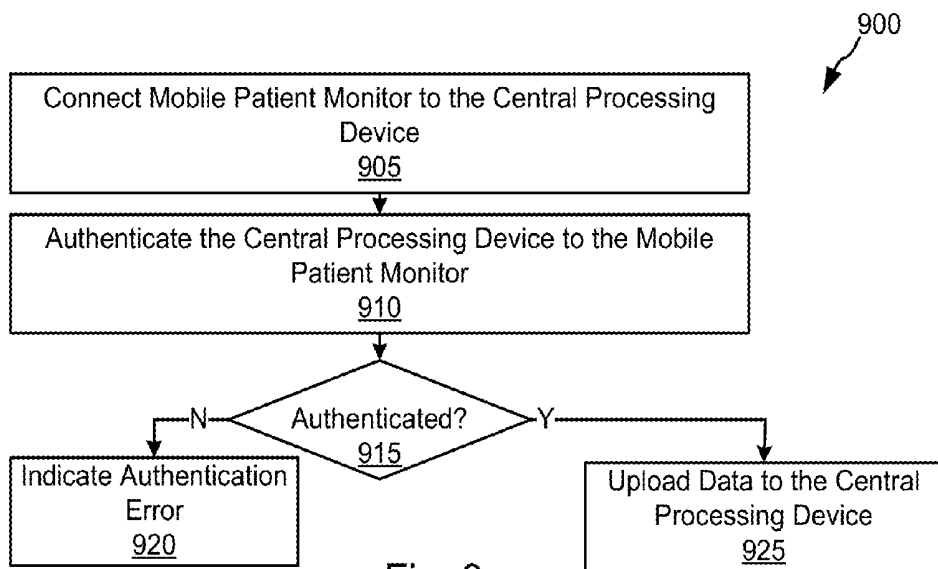 900
Connect Mobile Patient Monitor to the Central Processing
Device
905
Authenticate the Central Processing Device to the Mobile
Patient Monitor
910
N
Authenticated?
Y
915
Indicate Authentication
Error
920
Upload Data to the Central
Processing Device
925